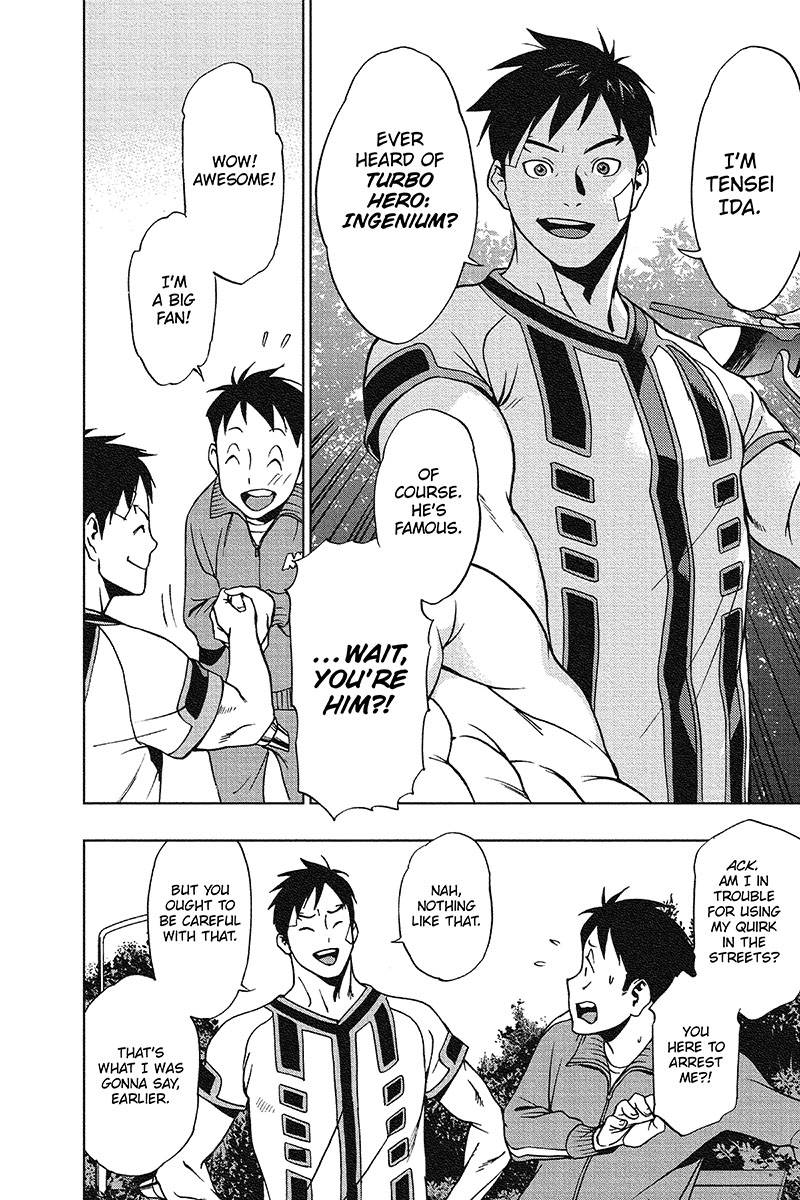 I'M
TENSEI
IDA.
EVER
HEARD OF
TURBO
HERO:
INGENIUM?
OF
COURSE.
HE'S
FAMOUS.
...WAIT,
YOU'RE
HIM?!
WOW!
AWESOME!
I'M
A BIG
FAN!
ACK.
AM I IN
TROUBLE
FOR USING
MY QUIRK
IN THE
STREETS?
YOU
HERE TO
ARREST
ME?!
NAH,
NOTHING
LIKE THAT.
BUT YOU
OUGHT TO
BE CAREFUL
WITH THAT.
THAT'S
WHAT I WAS
GONNA SAY,
EARLIER.